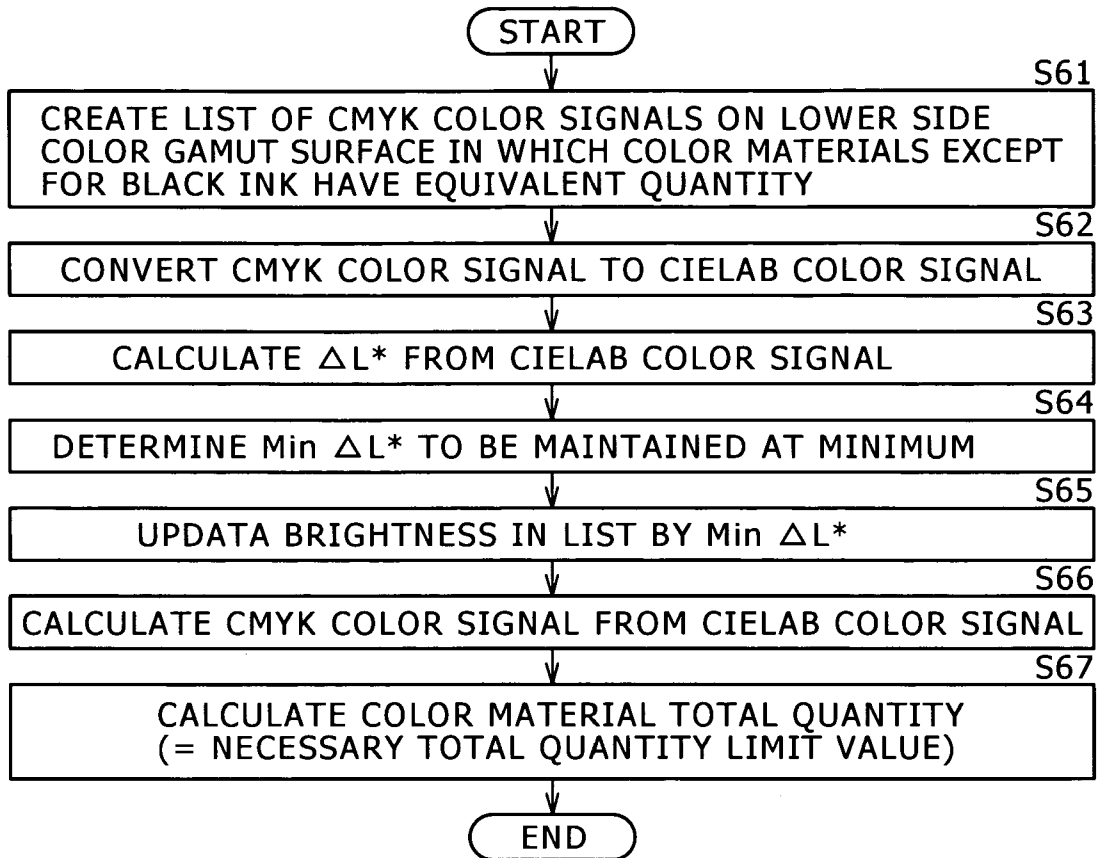 START
S61
CREATE LIST OF CMYK COLOR SIGNALS ON LOWER SIDE
COLOR GAMUT SURFACE IN WHICH COLOR MATERIALS EXCEPT
FOR BLACK INK HAVE EQUIVALENT QUANTITY
S62
CONVERT CMYK COLOR SIGNAL TO CIELAB COLOR SIGNAL
S63
CALCULATE △L* FROM CIELAB COLOR SIGNAL
S64
DETERMINE Min △L* TO BE MAINTAINED AT MINIMUM
S65
UPDATA BRIGHTNESS IN LIST BY Min △L*
S66
CALCULATE CMYK COLOR SIGNAL FROM CIELAB COLOR SIGNAL
S67
CALCULATE COLOR MATERIAL TOTAL QUANTITY
(= NECESSARY TOTAL QUANTITY LIMIT VALUE)
END